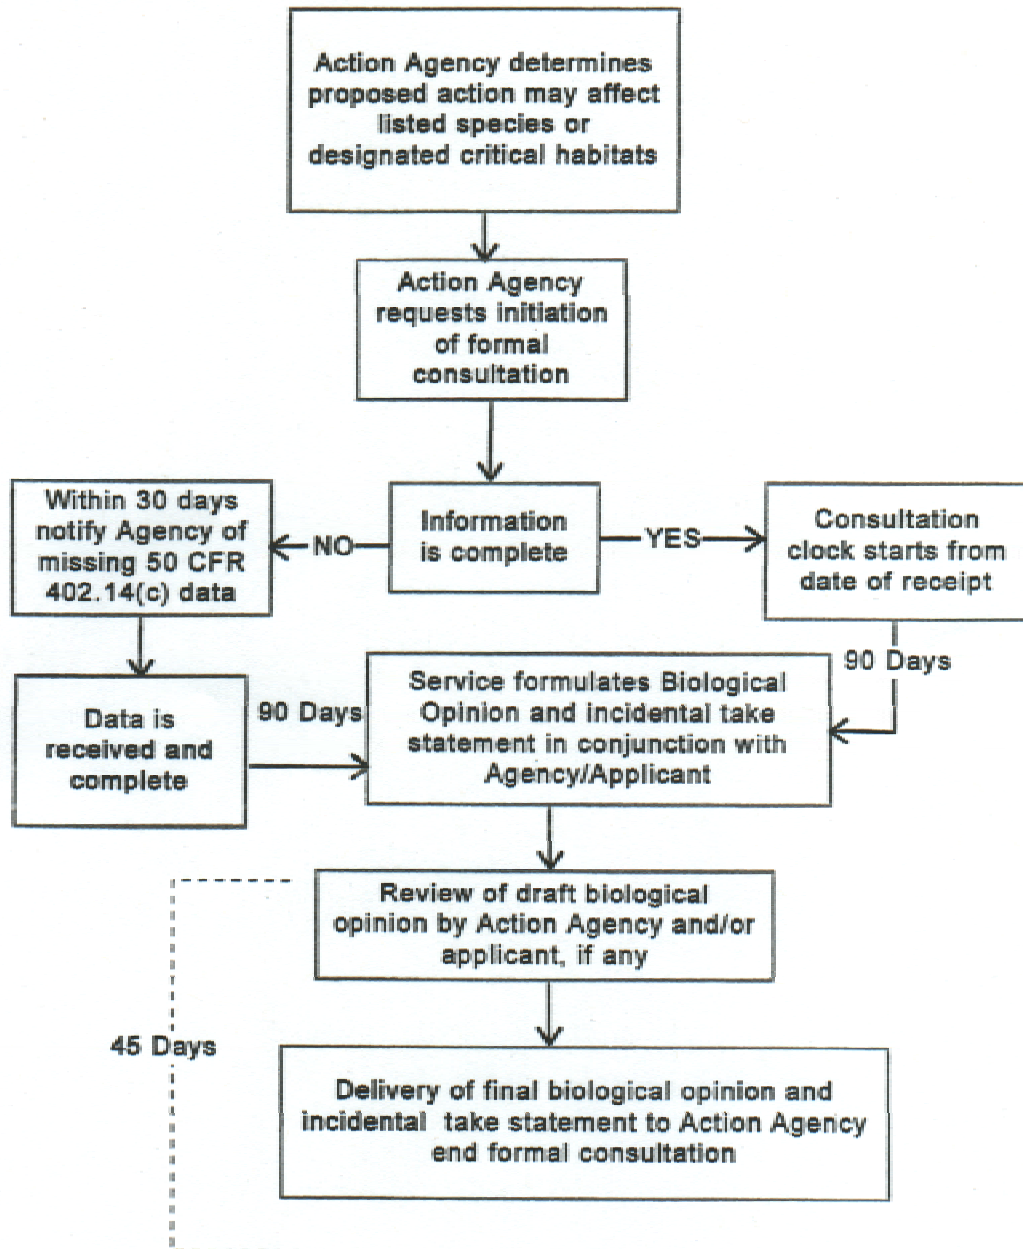 Action Agency determines
proposed action may affect
listed species or
designated critical habitats
Action Agency
requests initiation
of formal
consultation
Within 30 days
notify Agency of
missing 50 CFR
402.14(c) data
NO
Information
is complete
YES
Consultation
clock starts from
date of receipt
90 Days
Data is
received and
complete
90 Days
Service formulates Biological
Opinion and incidental take
statement in conjunction with
Agency/Applicant
Review of draft biological
opinion by Action Agency and/or
applicant, if any
45 Days
Delivery of final biological opinion and
incidental take statement to Action Agency
end formal consultation